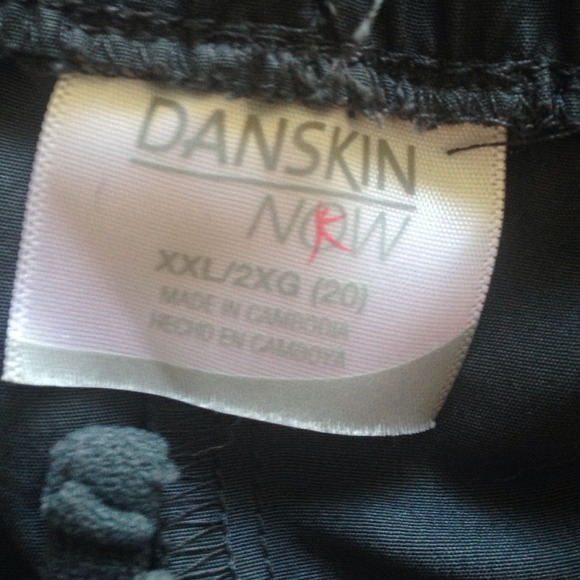 DANSKIN
NOW
XXL/2XG (20)
MADE IN CAMBODIA
HECHO EN CAMBOYA